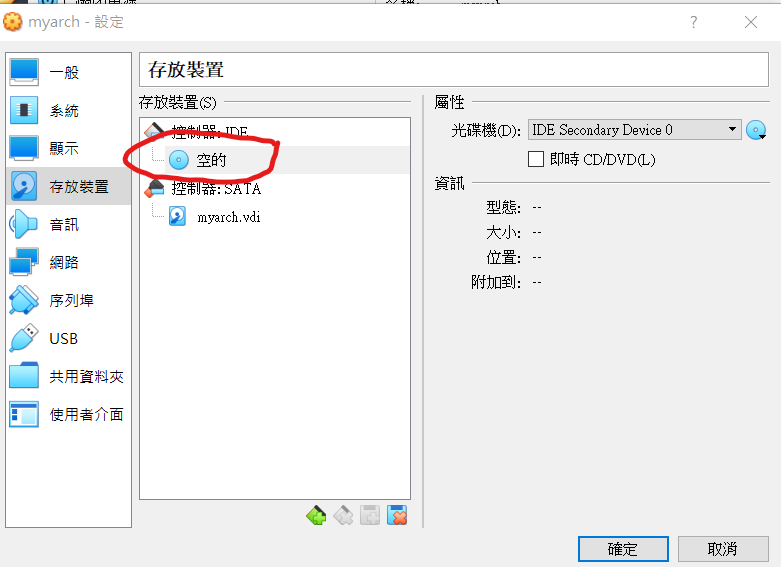 myarch - 設定
?
一般
系統
顯示
存放裝置
音訊
網路
序列埠
USB
共用資料夾
使用者介面
存放裝置
存放裝置(S)
控制器: IDE
空的
控制器: SATA
myarch.vdi
屬性
光碟機(D): IDE Secondary Device 0
即時 CD/DVD(L)
資訊
型態: --
大小: --
位置: --
附加到: --
確定
取消